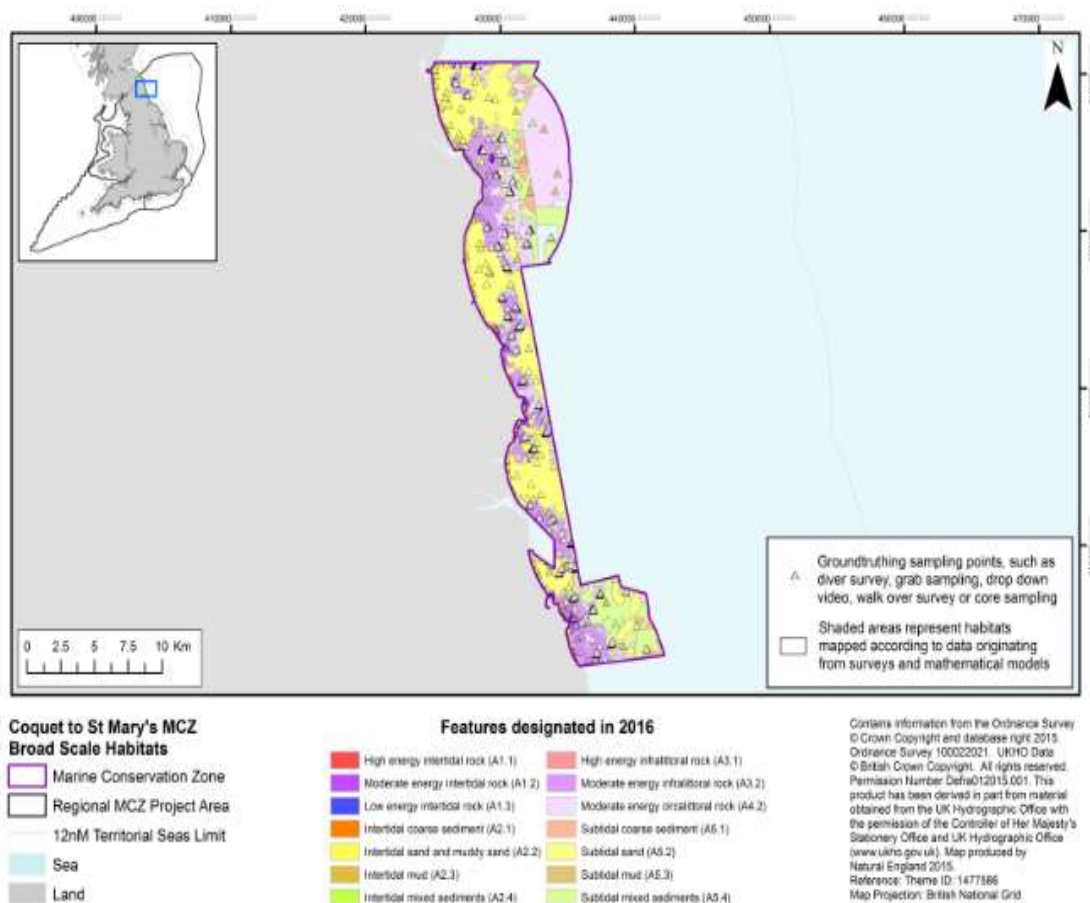 400000
410000
420000
430000
440000
450000
460000
470000
N
0 2.5 5 10 Km
Groundtruthing sampling points, such as
diver survey, grab sampling, drop down
video, walk over survey or core sampling
Shaded areas represent habitats
mapped according to data originating
from surveys and mathematical models
Coquet to St Mary's MCZ
Broad Scale Habitats
Marine Conservation Zone
Regional MCZ Project Area
12nM Territorial Seas Limit
Sea
Land
Features designated in 2016
High energy intertidal rock (A1.1)
Moderate energy intertidal rock (A1.2)
Low energy intertidal rock (A1.3)
Intertidal coarse sediment (A2.1)
Intertidal sand and muddy sand (A2.2)
Intertidal mud (A2.3)
Intertidal mixed sediments (A2.4)
High energy infralittoral rock (A3.1)
Moderate energy infralittoral rock (A3.2)
Moderate energy circalittoral rock (A4.2)
Subtidal coarse sediment (A5.1)
Subtidal sand (A5.2)
Subtidal mud (A5.3)
Subtidal mixed sediments (A5.4)
Contains information from the Ordnance Survey
© Crown Copyright and database right 2015.
Ordnance Survey 100022021. UKHO Data
© British Crown Copyright. All rights reserved.
Permission Number Defra012015.001. This
product has been derived in part from material
obtained from the UK Hydrographic Office with
the permission of the Controller of Her Majesty's
Stationery Office and UK Hydrographic Office
(www.ukho.gov.uk). Map produced by
Natural England 2015.
Reference: Theme ID: 1477586
Map Projection: British National Grid